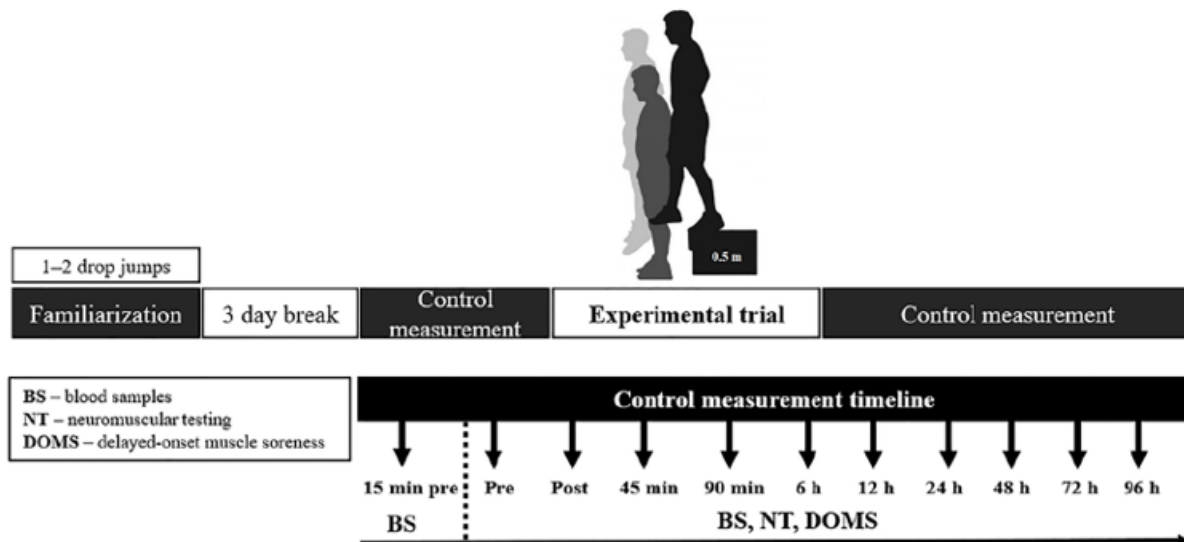 0.5 m
1–2 drop jumps
Familiarization
3 day break
Control
measurement
Experimental trial
Control measurement
BS – blood samples
NT – neuromuscular testing
DOMS – delayed-onset muscle soreness
Control measurement timeline
15 min pre Pre Post 45 min 90 min 6 h 12 h 24 h 48 h 72 h 96 h
BS
BS, NT, DOMS